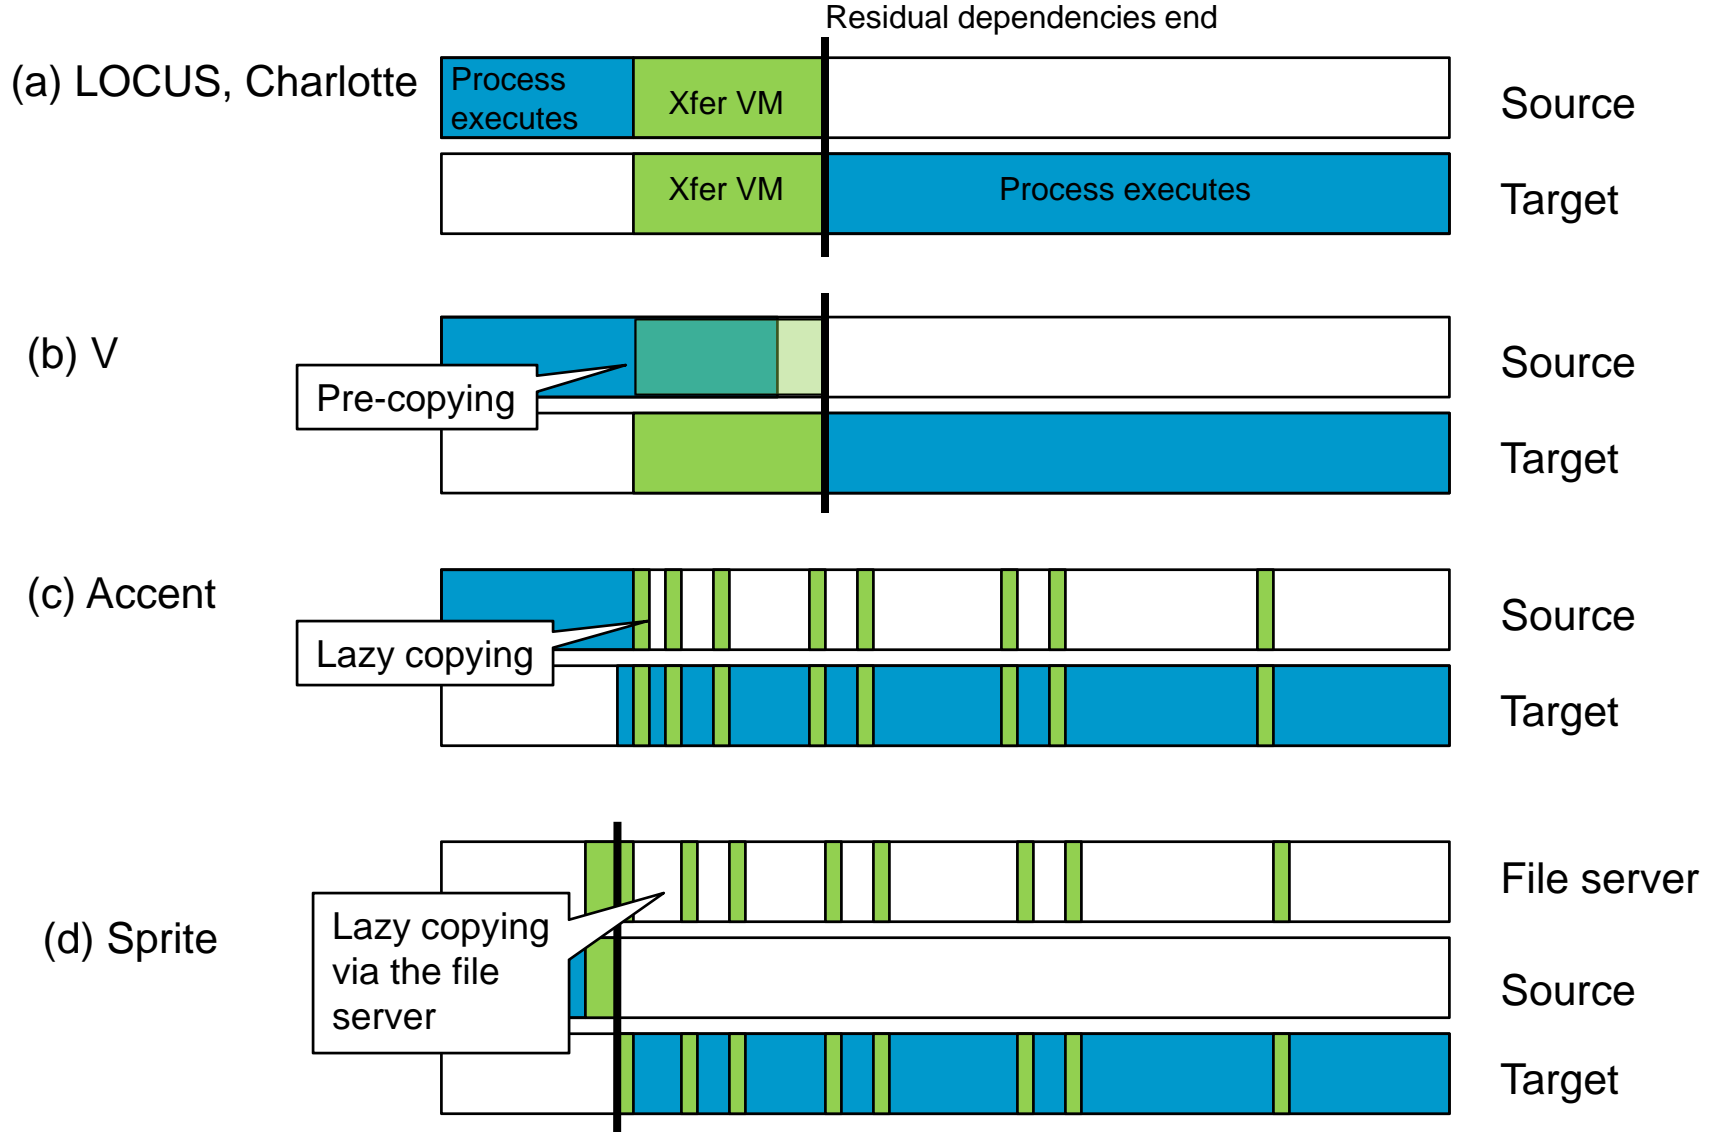 Residual dependencies end
(a) LOCUS, Charlotte
Process
executes
Xfer VM
Source
Xfer VM
Process executes
Target
(b) V
Pre-copying
Source
Target
(c) Accent
Lazy copying
Source
Target
(d) Sprite
Lazy copying
via the file
server
File server
Source
Target